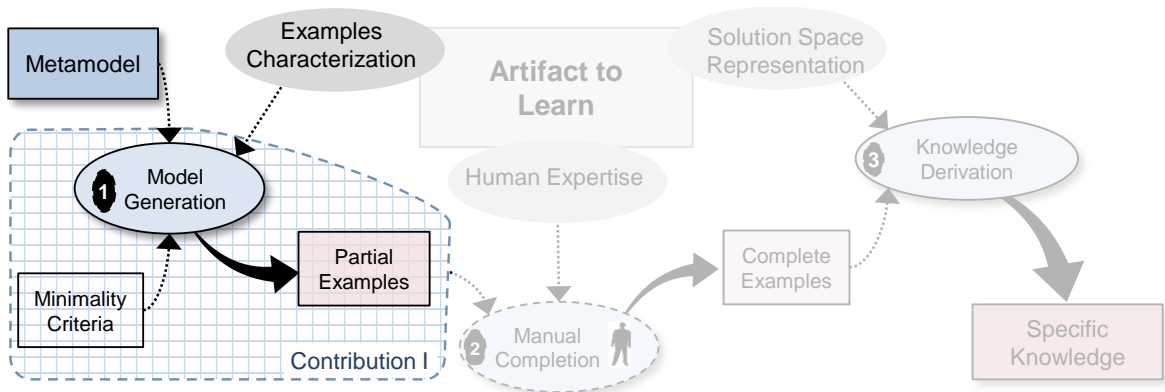 Metamodel
Examples
Characterization
Artifact to
Learn
Solution Space
Representation
1
Model
Generation
Human Expertise
3
Knowledge
Derivation
Minimality
Criteria
Partial
Examples
Complete
Examples
2
Manual
Completion
Contribution I
Specific
Knowledge